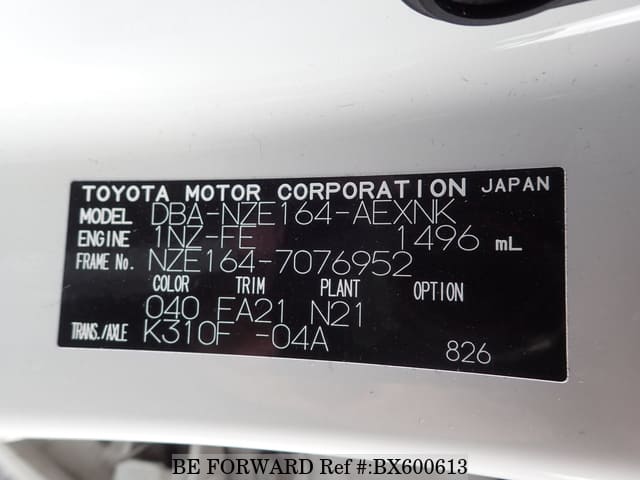 TOYOTA MOTOR CORPORATION JAPAN
MODEL DBA-NZE164-AEXNK
ENGINE 1NZ-FE 1496 mL
FRAME No. NZE164-7076952
COLOR TRIM PLANT OPTION
040 FA21 N21
TRANS./AXLE K310F -04A
826
BE FORWARD Ref #:BX600613